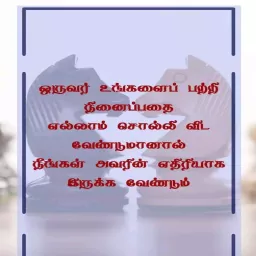 ஒருவர் உங்களைப் பற்றி
நினைப்பதை
எல்லாம் சொல்லி விட
வேண்டுமானால்
நீங்கள் அவரின் எதிரியாக
இருக்க வேண்டும்